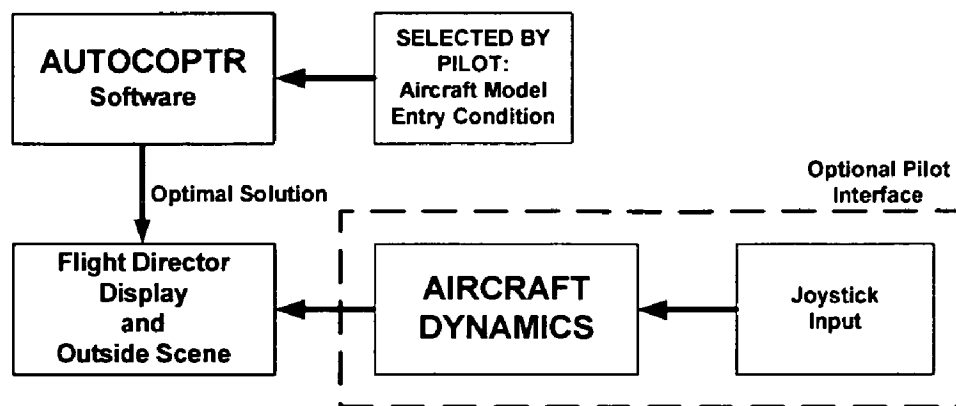 AUTOCOPTR
Software
SELECTED BY
PILOT:
Aircraft Model
Entry Condition
Optimal Solution
Optional Pilot
Interface
Flight Director
Display
and
Outside Scene
AIRCRAFT
DYNAMICS
Joystick
Input